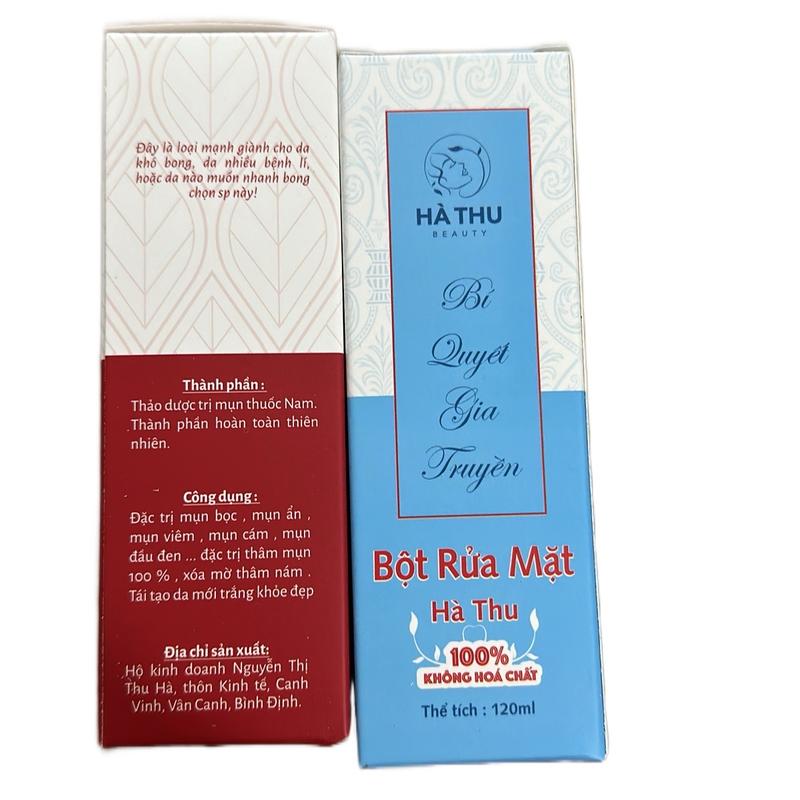 Đây là loại mạnh giành cho da
khô bong, da nhiều bệnh lí,
hoặc da nào muốn nhanh bong
chọn sp này!
Thành phần :
Thảo dược trị mụn thuốc Nam.
Thành phần hoàn toàn thiên
nhiên.
Công dụng :
Đặc trị mụn bọc , mụn ẩn ,
mụn viêm , mụn cám , mụn
đầu đen ... đặc trị thâm mụn
100 % , xóa mờ thâm nám .
Tái tạo da mới trắng khỏe đẹp
Địa chỉ sản xuất:
Hộ kinh doanh Nguyễn Thị
Thu Hà, thôn Kinh tế, Canh
Vinh, Vân Canh, Bình Định.
HÀ THU
BEAUTY
Bí
Quyết
Gia
Truyền
Bột Rửa Mặt
Hà Thu
100%
KHÔNG HOÁ CHẤT
Thể tích : 120ml